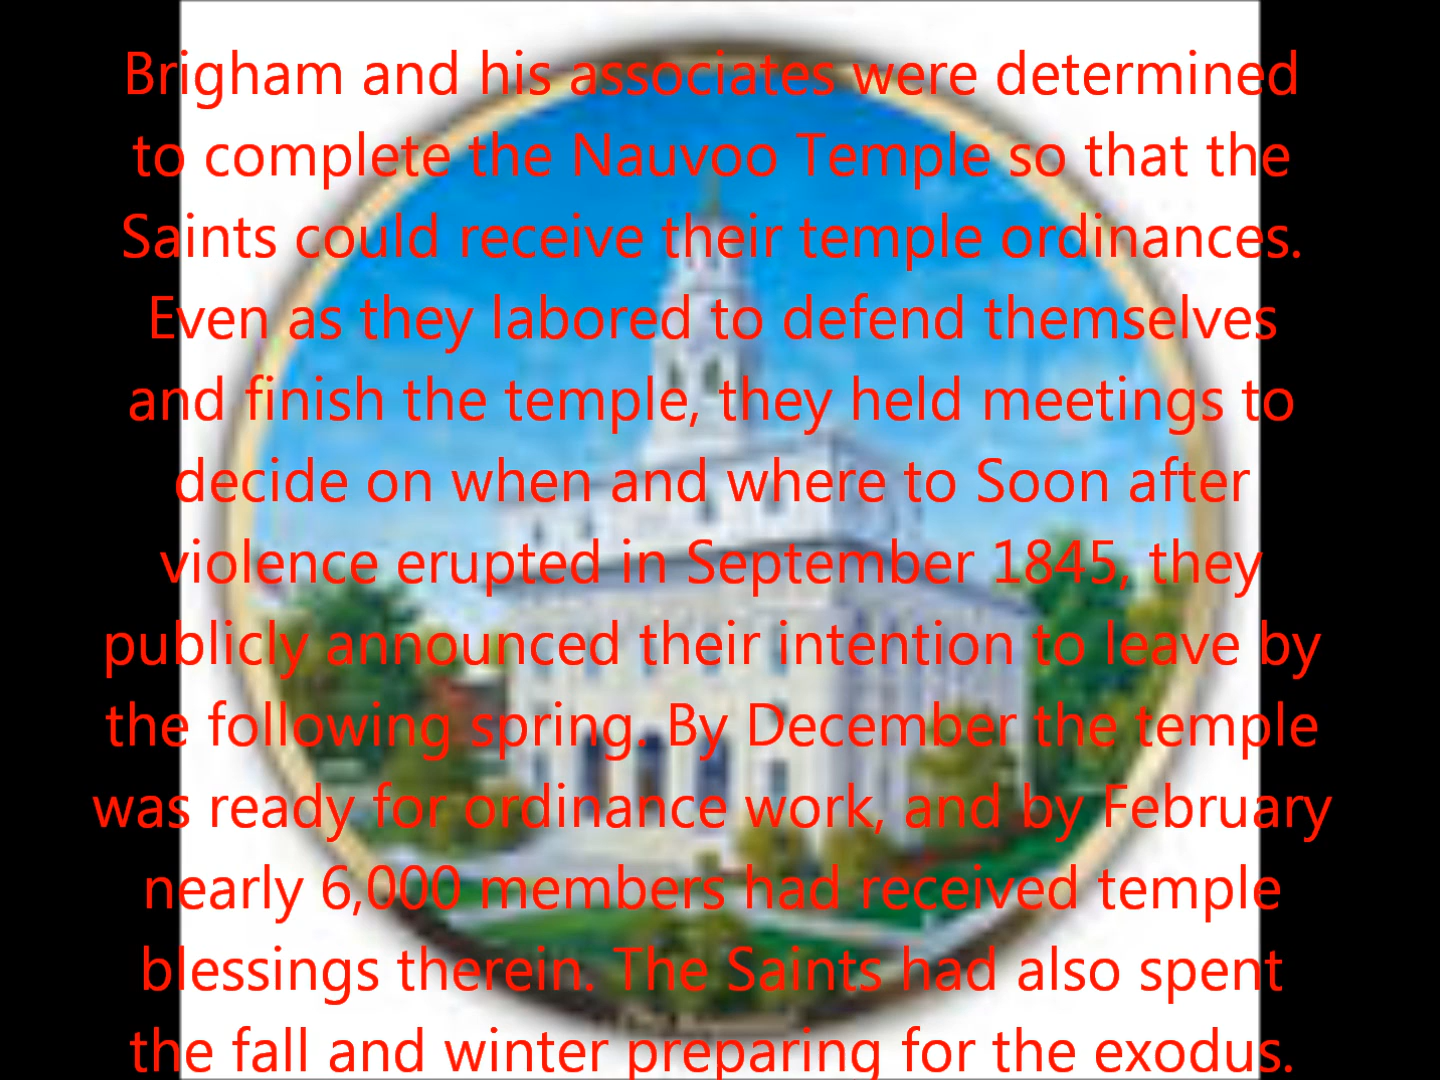 Brigham and his associates were determined
to complete the Nauvoo Temple so that the
Saints could receive their temple ordinances.
Even as they labored to defend themselves
and finish the temple, they held meetings to
decide on when and where to Soon after
violence erupted in September 1845, they
publicly announced their intention to leave by
the following spring. By December the temple
was ready for ordinance work, and by February
nearly 6,000 members had received temple
blessings therein. The Saints had also spent
the fall and winter preparing for the exodus.